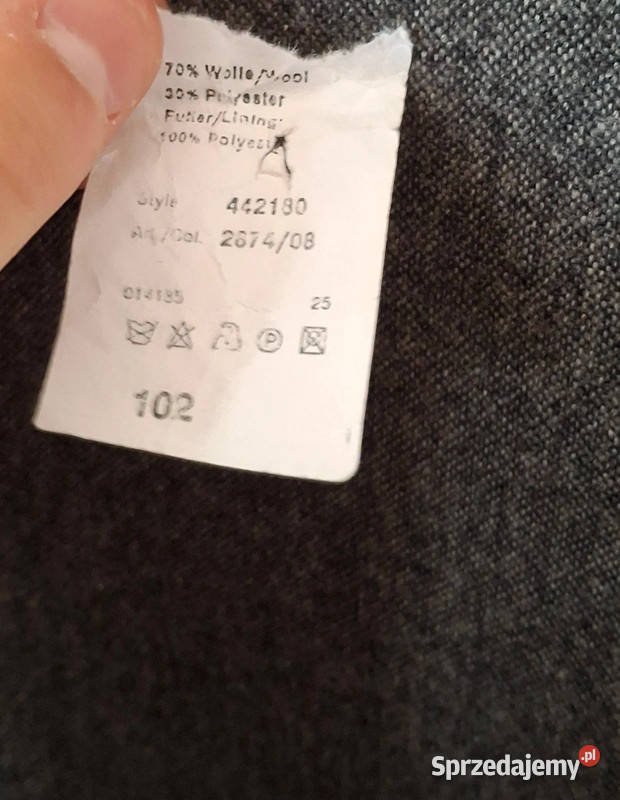 70% Wolle/Wool
30% Polyester
Futter/Lining:
100% Polyester
Style 442180
Art./Col. 2674/08
014185 25
P
102
Sprzedajemy.pl